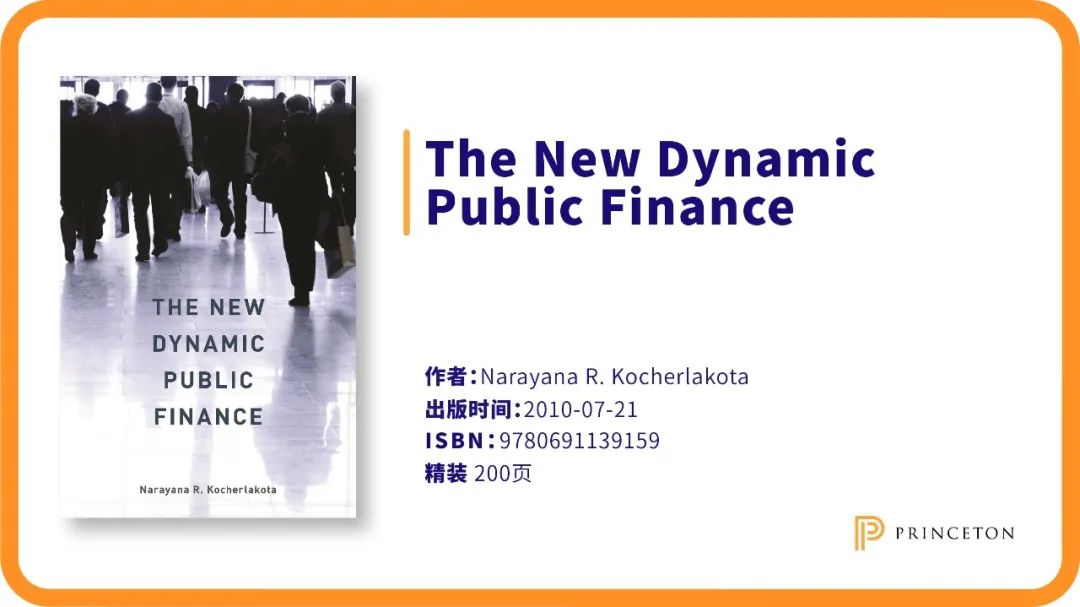 THE NEW
DYNAMIC
PUBLIC
FINANCE
Narayana R. Kocherlakota
The New Dynamic
Public Finance
作者：Narayana R. Kocherlakota
出版时间：2010-07-21
ISBN：9780691139159
精装 200页
PRINCETON